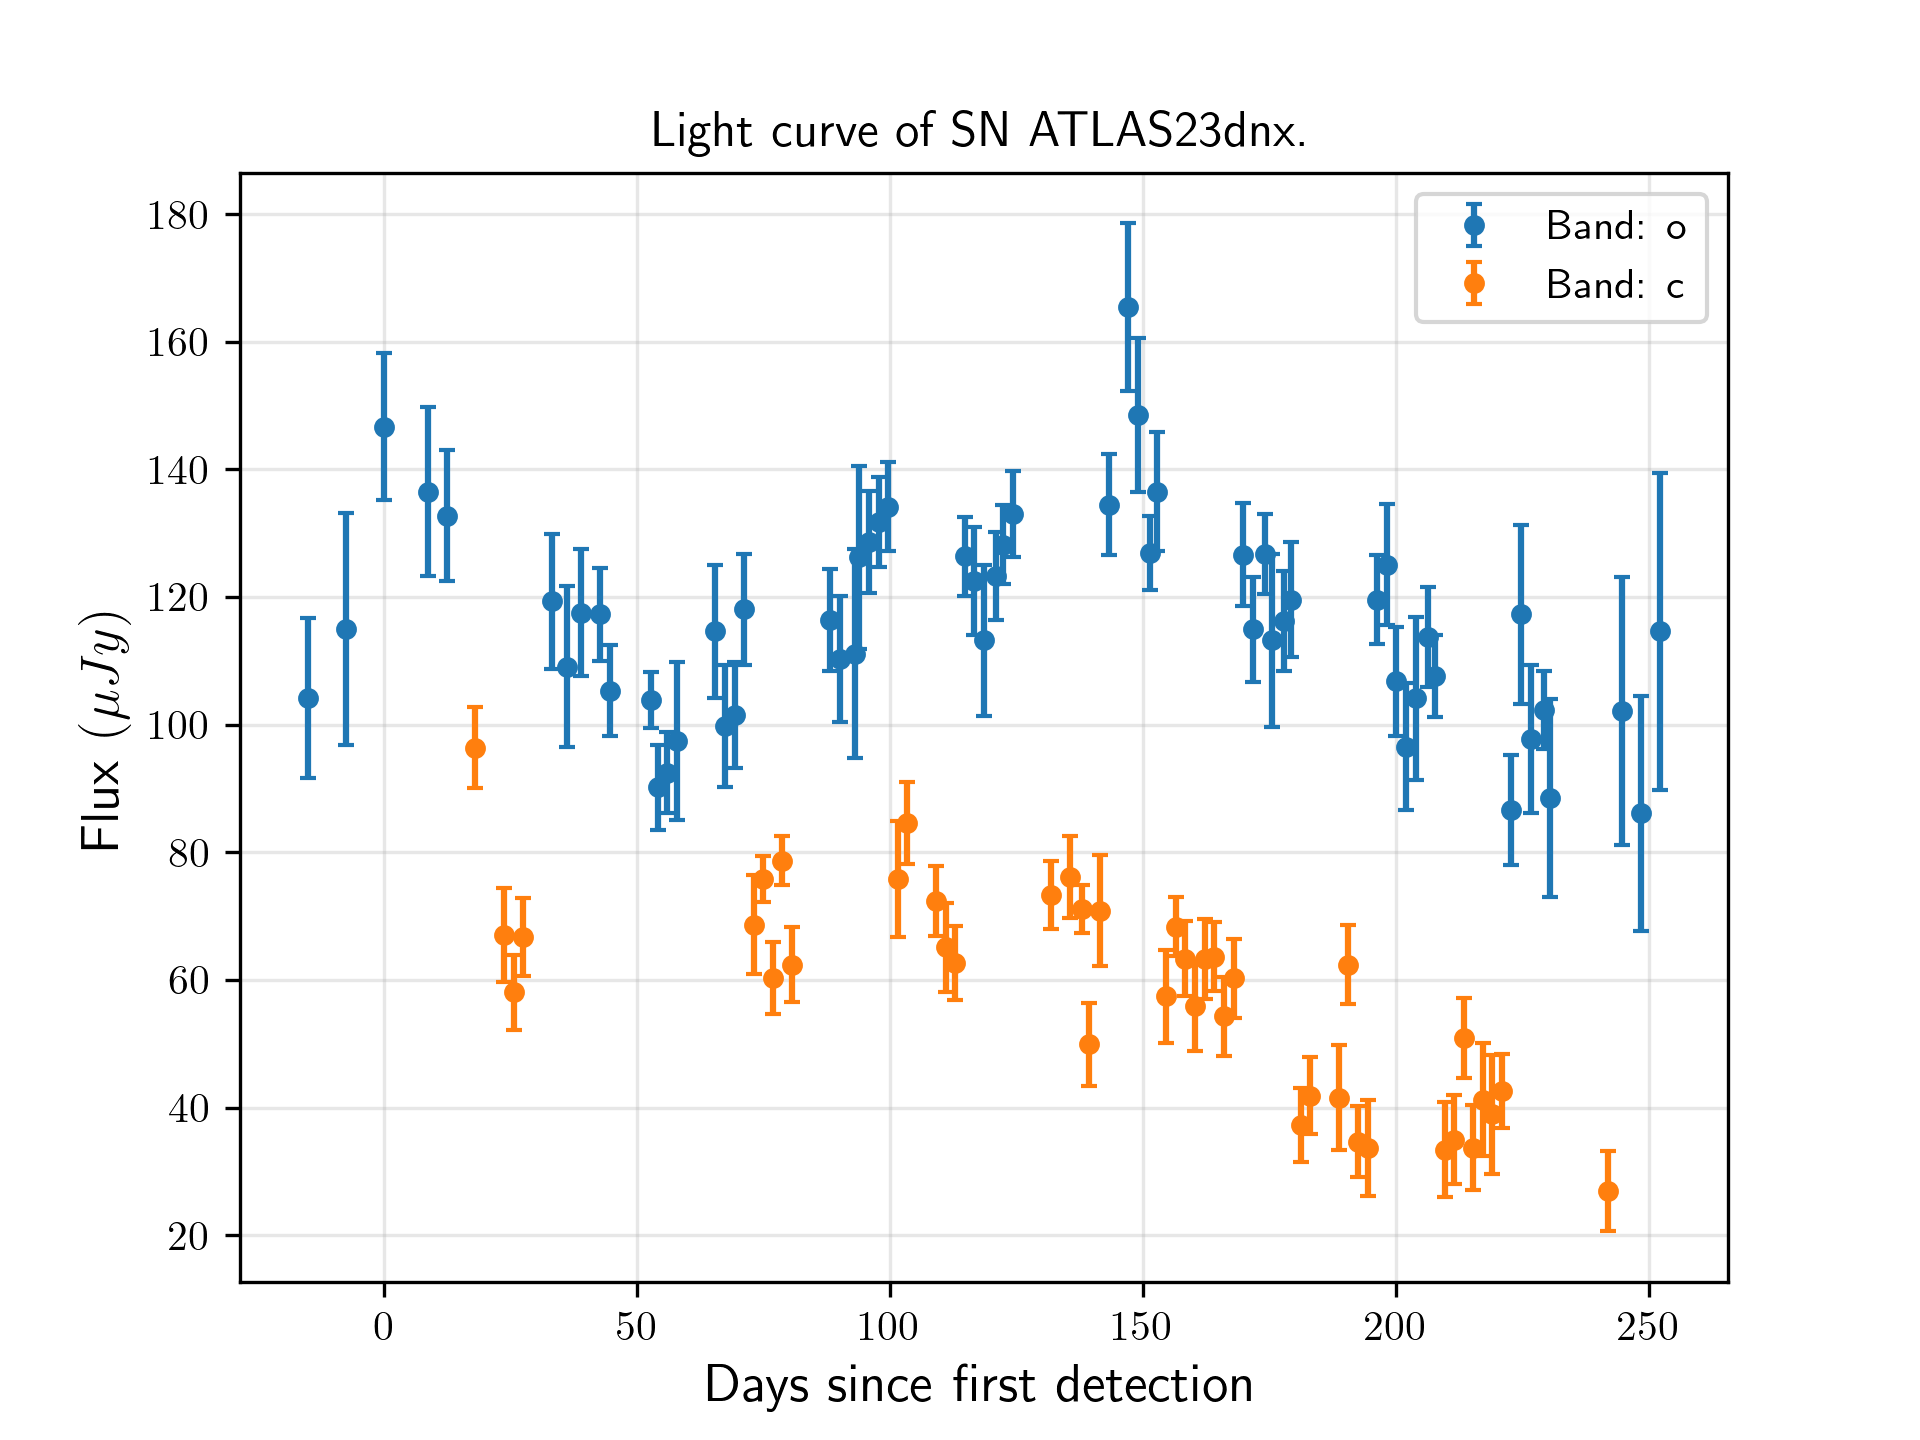 Light curve of SN ATLAS23dnx.
180
160
140
120
100
80
60
40
20
Flux (μJy)
Band: o
Band: c
0 50 100 150 200 250
Days since first detection